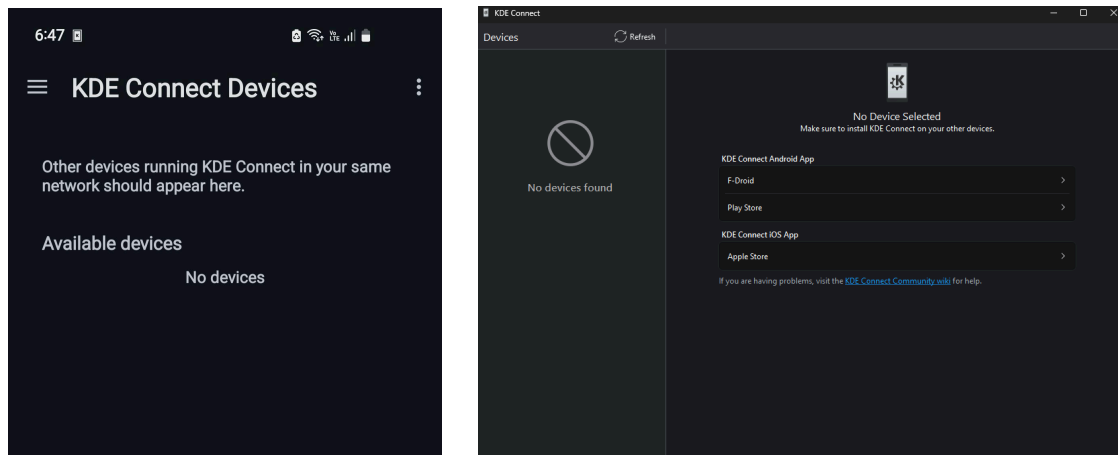 6:47
Vo
LTE
KDE Connect Devices
Other devices running KDE Connect in your same
network should appear here.
Available devices
No devices
KDE Connect
Devices
Refresh
No devices found
No Device Selected
Make sure to install KDE Connect on your other devices.
KDE Connect Android App
F-Droid
Play Store
KDE Connect iOS App
Apple Store
If you are having problems, visit the KDE Connect Community wiki for help.